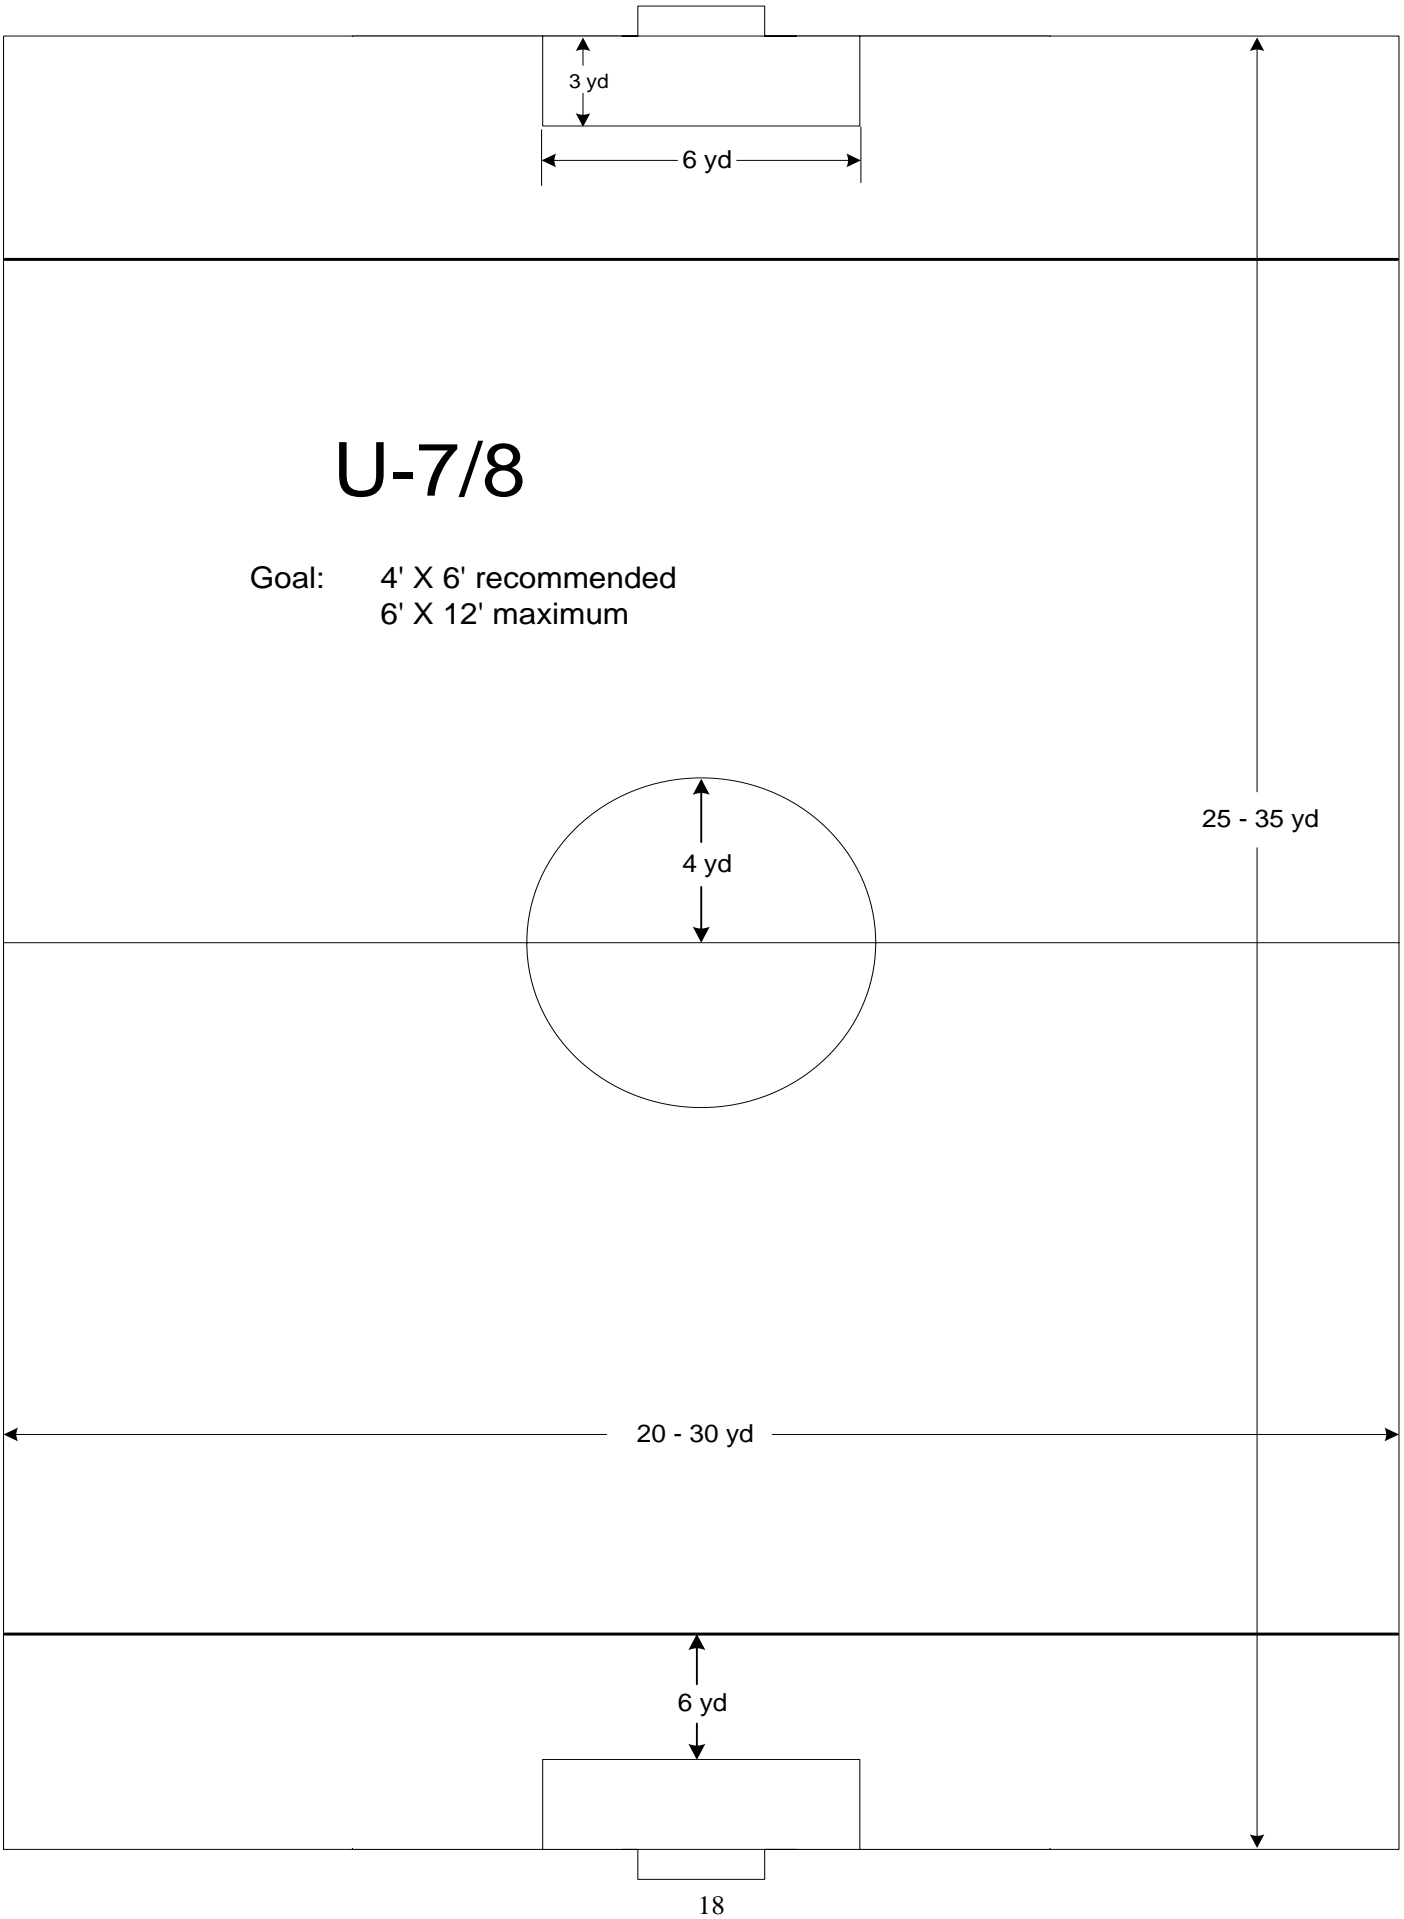 3 yd
6 yd
U-7/8
Goal: 4' X 6' recommended
6' X 12' maximum
25 - 35 yd
4 yd
20 - 30 yd
6 yd
18